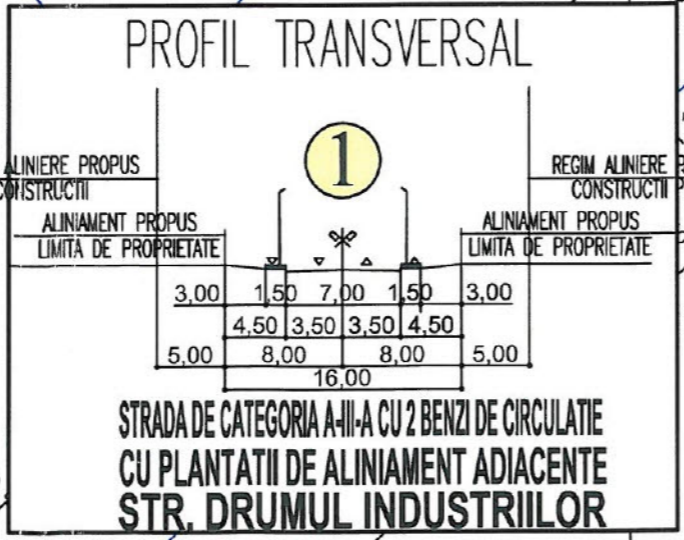 PROFIL TRANSVERSAL
1
ALINIERE PROPUS
CONSTRUCTII
REGIM ALINIERE P
CONSTRUCTII
ALINIAMENT PROPUS
LIMITA DE PROPRIETATE
ALINIAMENT PROPUS
LIMITA DE PROPRIETATE
3,00 1,50 7,00 1,50 3,00
4,50 3,50 3,50 4,50
5,00 8,00 8,00 5,00
16,00
STRADA DE CATEGORIA A-III-A CU 2 BENZI DE CIRCULATIE
CU PLANTATII DE ALINIAMENT ADIACENTE
STR. DRUMUL INDUSTRIILOR